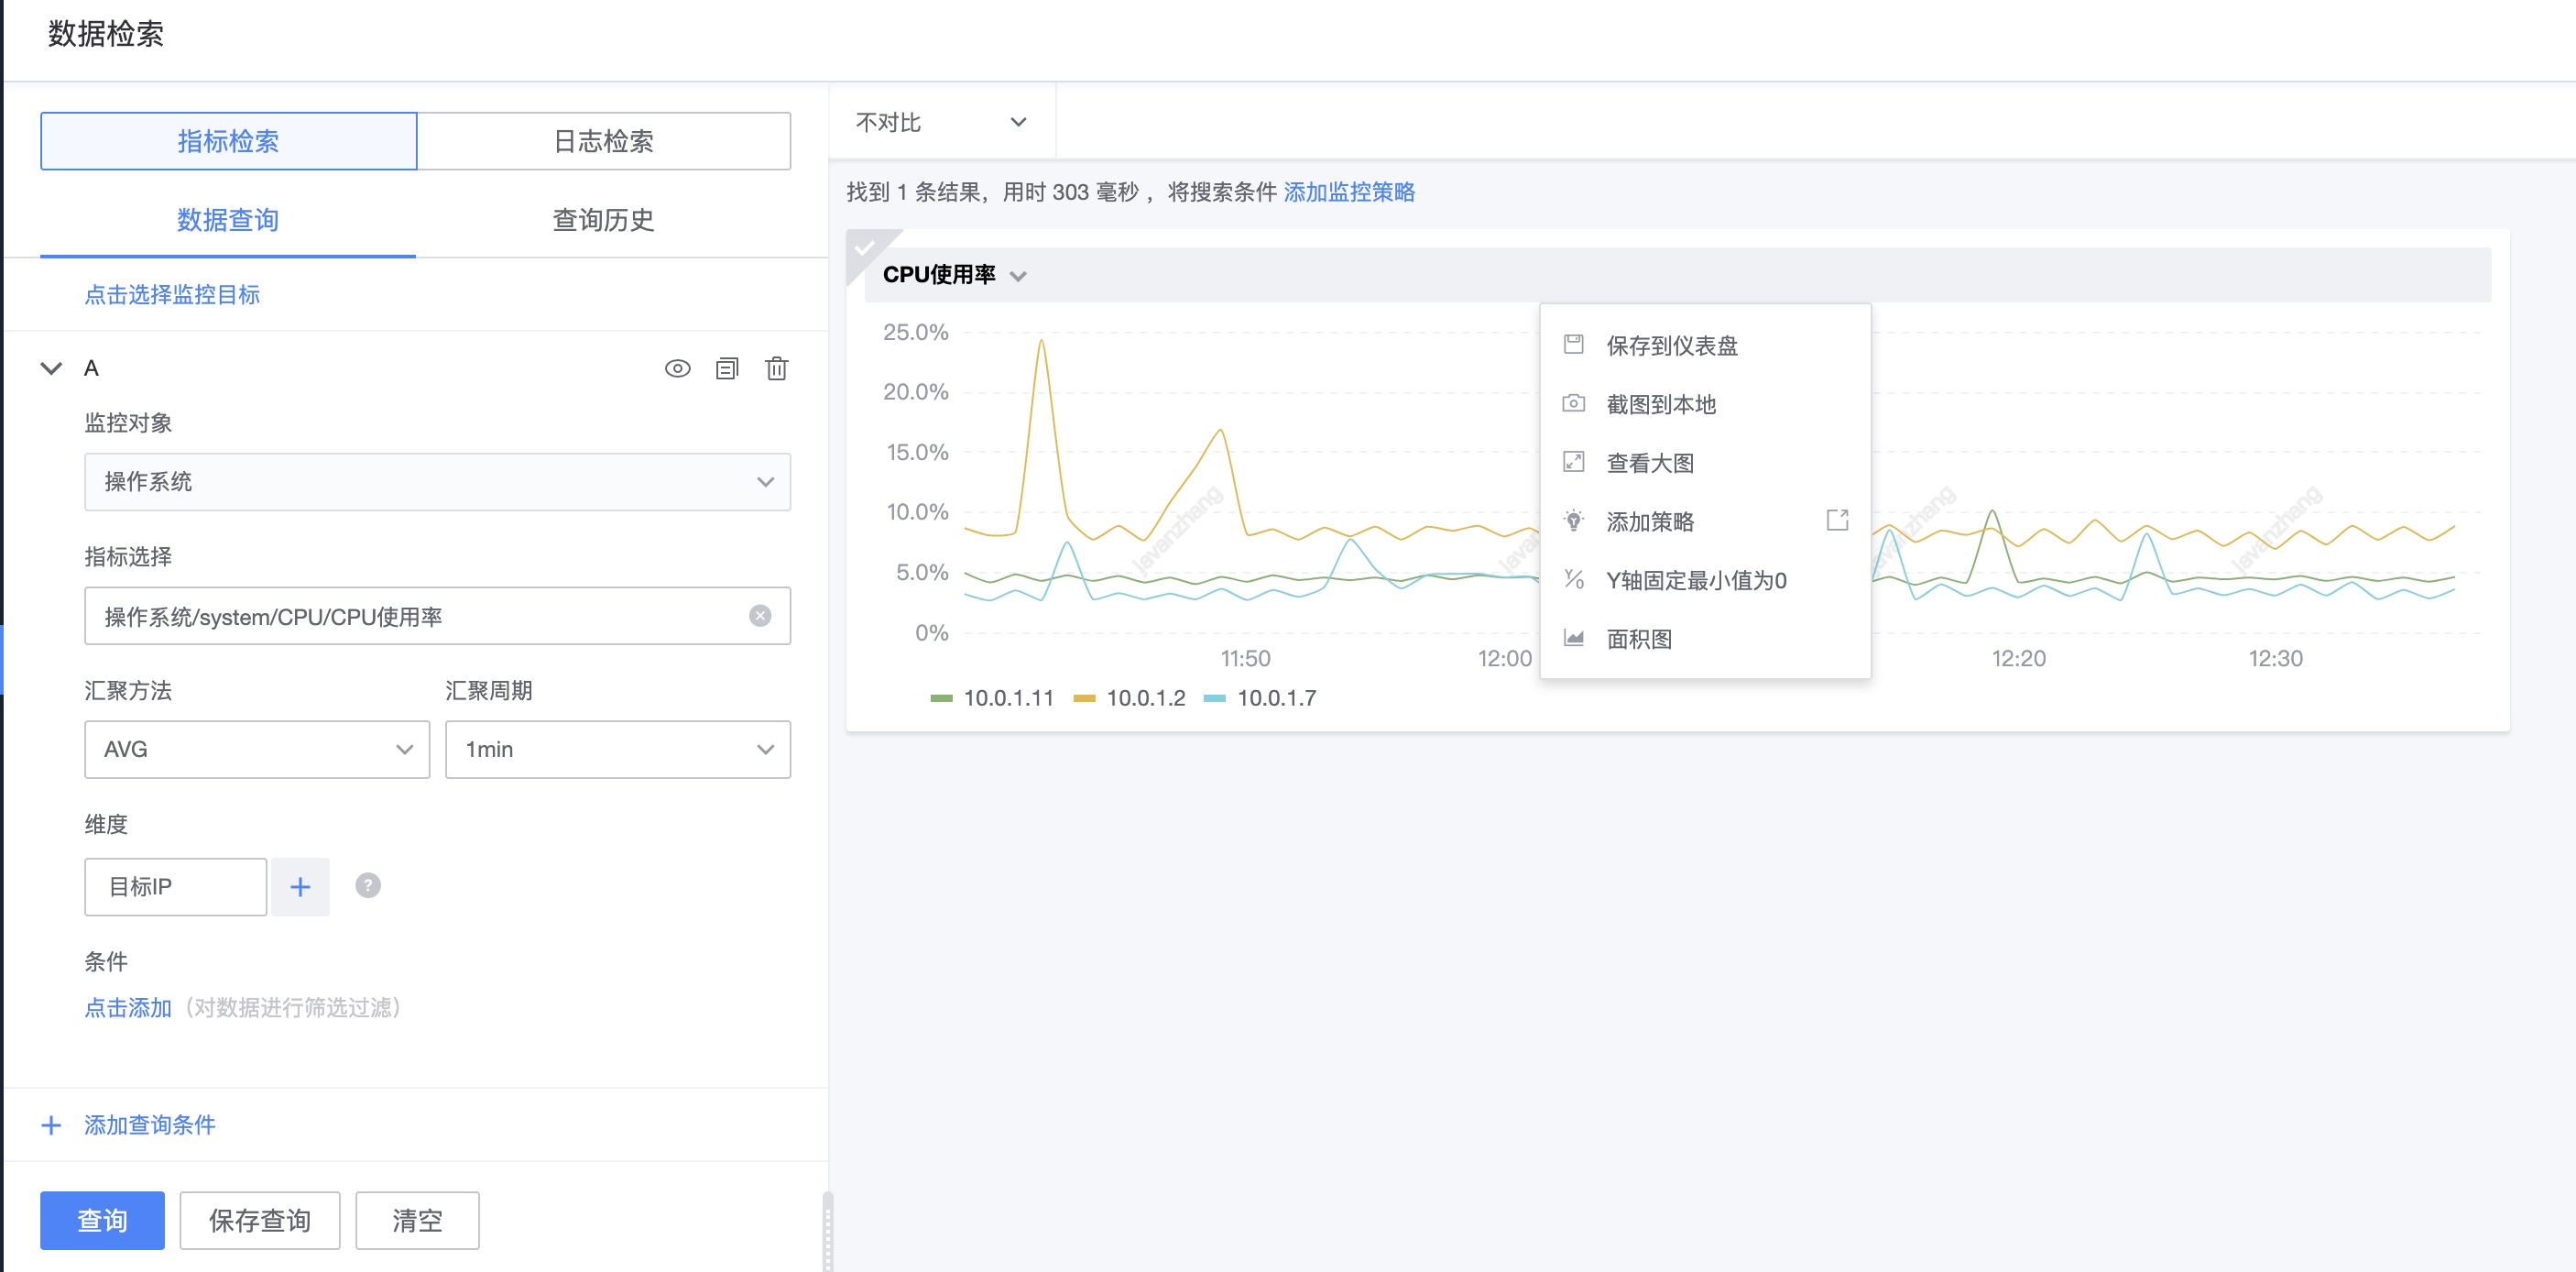 数据检索
指标检索
日志检索
数据查询
查询历史
点击选择监控目标
A
监控对象
操作系统
指标选择
操作系统/system/CPU/CPU使用率
汇聚方法
汇聚周期
AVG
1min
维度
目标IP
?
条件
点击添加（对数据进行筛选过滤）
添加查询条件
查询
保存查询
清空
不对比
找到 1 条结果，用时 303 毫秒 ，将搜索条件 添加监控策略
CPU使用率
25.0%
20.0%
15.0%
10.0%
5.0%
0%
11:50
12:00
12:20
12:30
10.0.1.11
10.0.1.2
10.0.1.7
保存到仪表盘
截图到本地
查看大图
添加策略
Y轴固定最小值为0
面积图
javanzhang
javanzhang
javanzhang